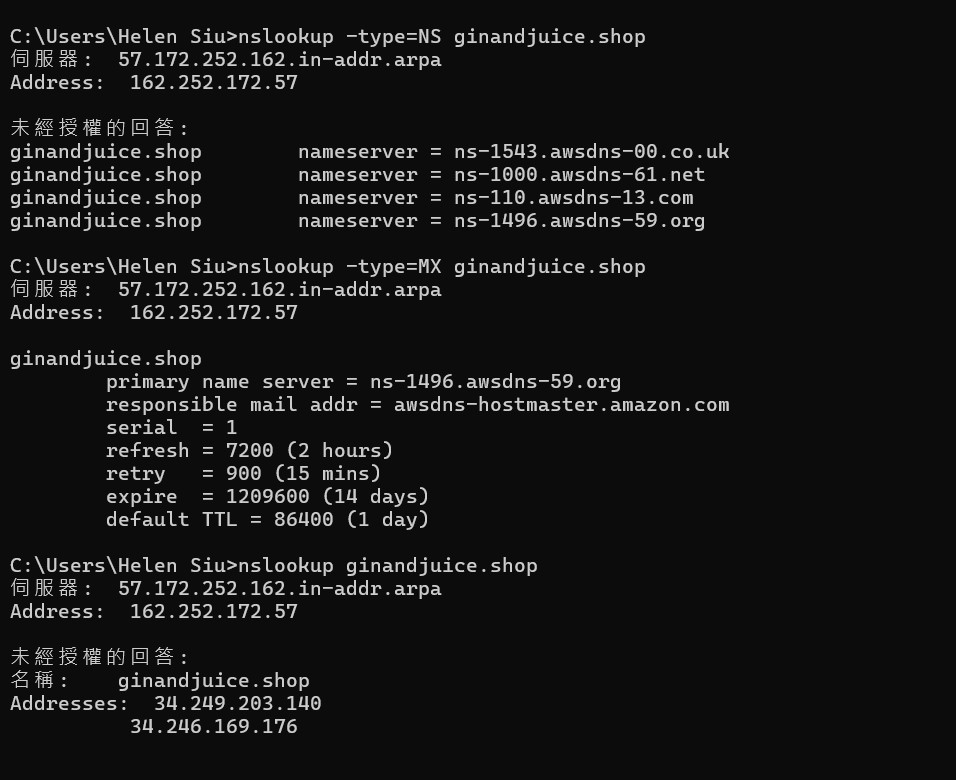 C:\Users\Helen Siu>nslookup -type=NS ginandjuice.shop
伺服器:  57.172.252.162.in-addr.arpa
Address:  162.252.172.57

未經授權的回答:
ginandjuice.shop        nameserver = ns-1543.awsdns-00.co.uk
ginandjuice.shop        nameserver = ns-1000.awsdns-61.net
ginandjuice.shop        nameserver = ns-110.awsdns-13.com
ginandjuice.shop        nameserver = ns-1496.awsdns-59.org

C:\Users\Helen Siu>nslookup -type=MX ginandjuice.shop
伺服器:  57.172.252.162.in-addr.arpa
Address:  162.252.172.57

ginandjuice.shop
        primary name server = ns-1496.awsdns-59.org
        responsible mail addr = awsdns-hostmaster.amazon.com
        serial  = 1
        refresh = 7200 (2 hours)
        retry   = 900 (15 mins)
        expire  = 1209600 (14 days)
        default TTL = 86400 (1 day)

C:\Users\Helen Siu>nslookup ginandjuice.shop
伺服器:  57.172.252.162.in-addr.arpa
Address:  162.252.172.57

未經授權的回答:
名稱:    ginandjuice.shop
Addresses:  34.249.203.140
          34.246.169.176